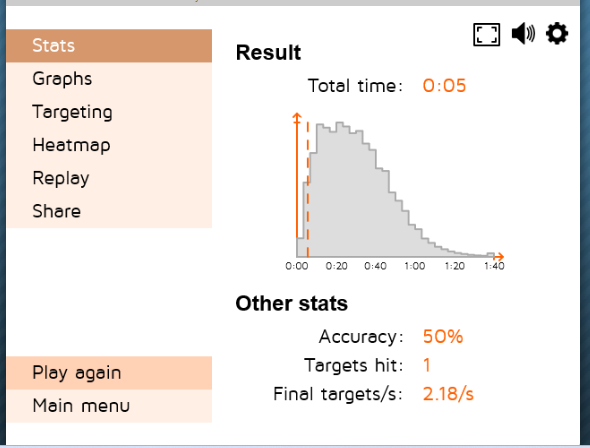 Stats
Graphs
Targeting
Heatmap
Replay
Share
Play again
Main menu
Result
Total time: 0:05
0:00 0:20 0:40 1:00 1:20 1:40
Other stats
Accuracy: 50%
Targets hit: 1
Final targets/s: 2.18/s